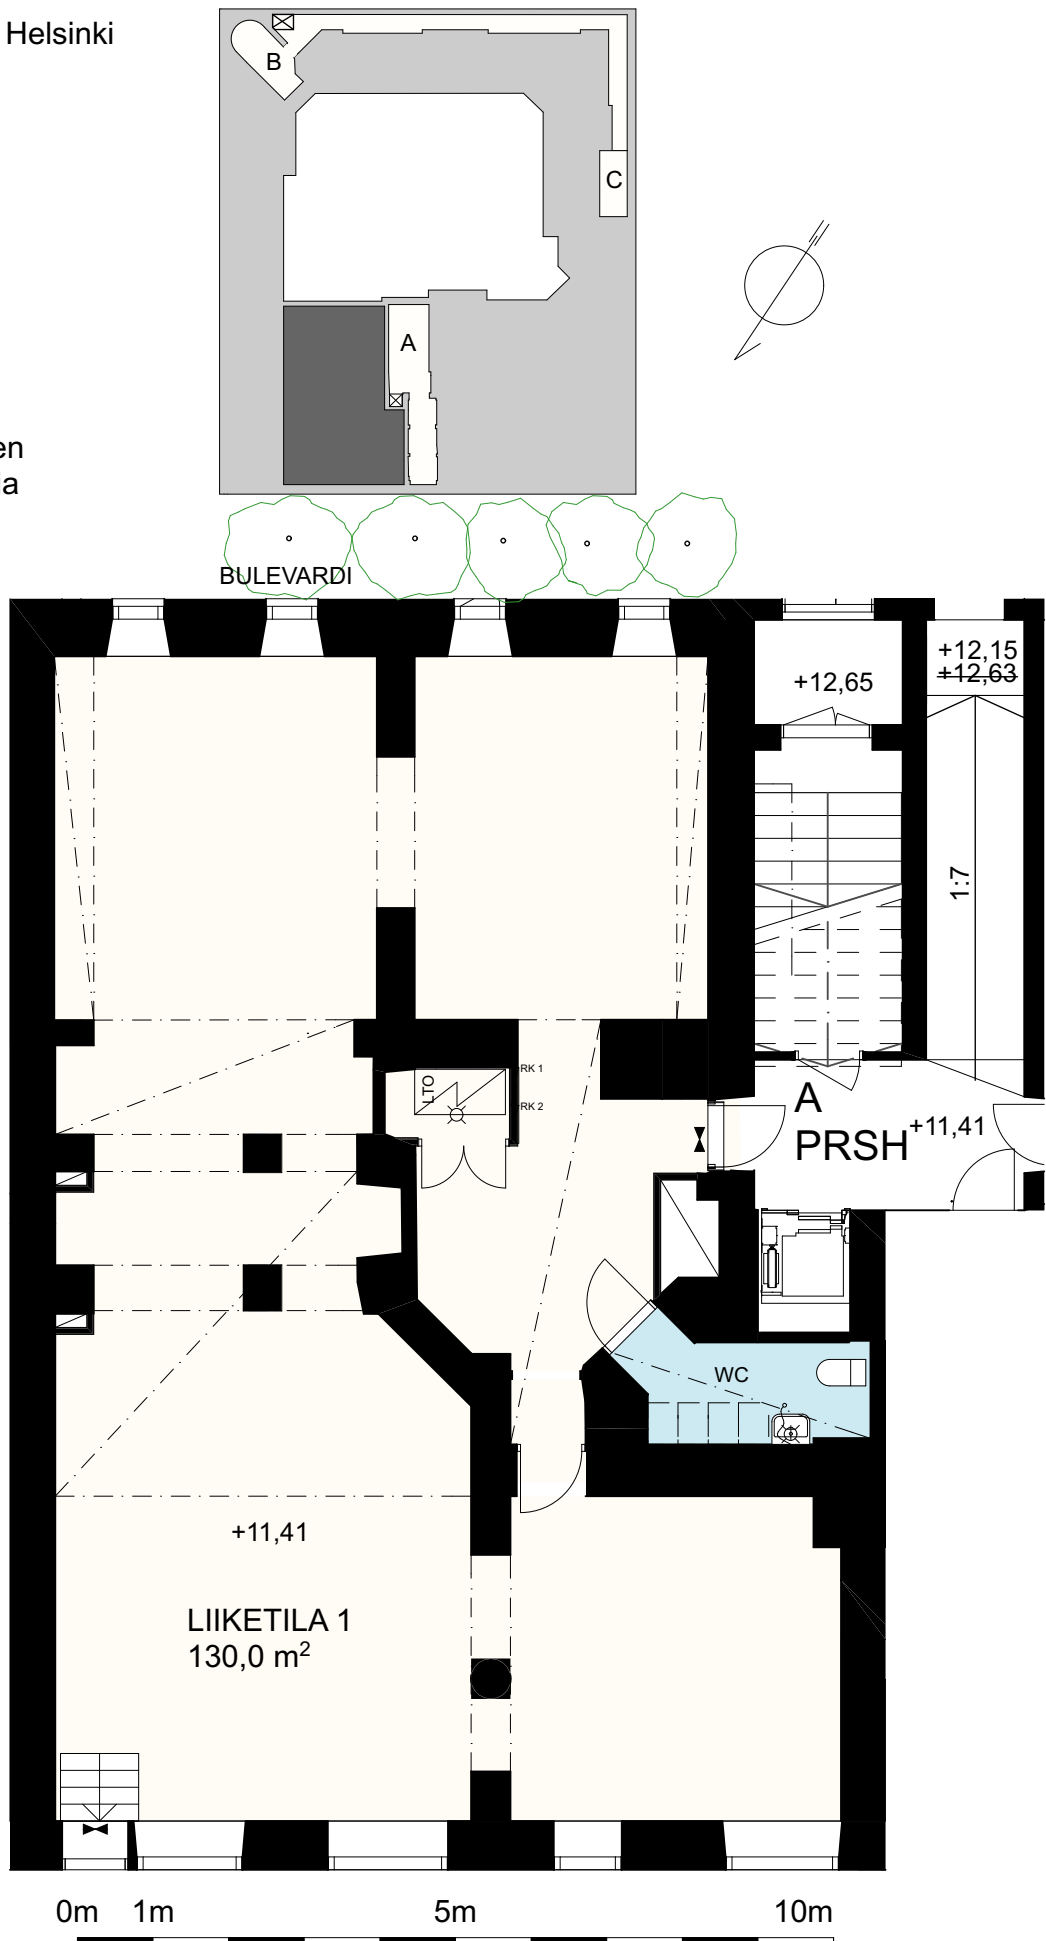 Helsinki
B
C
A
en
a
BULEVARDI
+12,15
+12,63
+12,65
1:7
LTO
RK 1
RK 2
A
PRSH
+11,41
WC
+11,41
LIIKETILA 1
130,0 m²
0m 1m 5m 10m